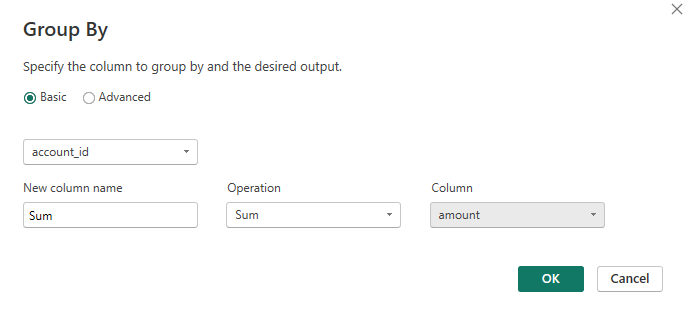 Group By
Specify the column to group by and the desired output.
Basic Advanced
account_id
New column name Operation Column
Sum Sum amount
OK Cancel